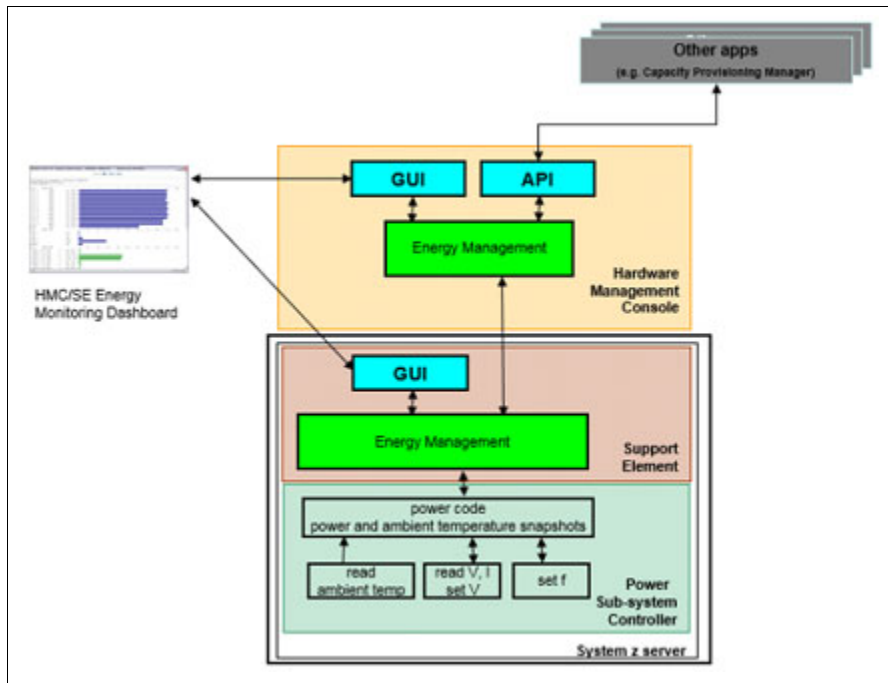 Other apps
(e.g. Capacity Provisioning Manager)
GUI
API
Energy Management
Hardware
Management
Console
HMC/SE Energy
Monitoring Dashboard
GUI
Energy Management
Support
Element
power code
power and ambient temperature snapshots
read
ambient temp
read V, I
set V
set f
Power
Sub-system
Controller
System z server